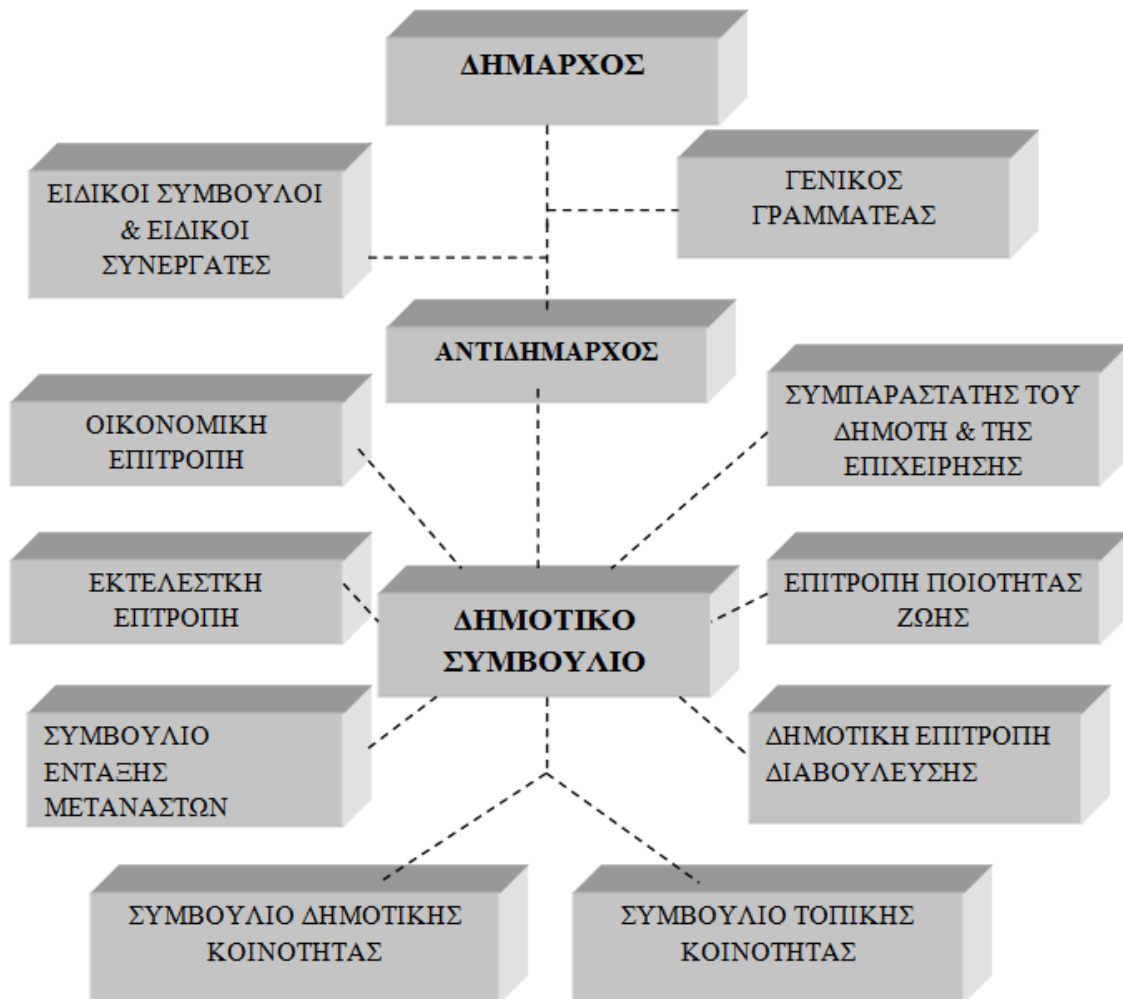 ΔΗΜΑΡΧΟΣ
ΕΙΔΙΚΟΙ ΣΥΜΒΟΥΛΟΙ
& ΕΙΔΙΚΟΙ
ΣΥΝΕΡΓΑΤΕΣ
ΓΕΝΙΚΟΣ
ΓΡΑΜΜΑΤΕΑΣ
ΑΝΤΙΔΗΜΑΡΧΟΣ
ΟΙΚΟΝΟΜΙΚΗ
ΕΠΙΤΡΟΠΗ
ΣΥΜΠΑΡΑΣΤΑΤΗΣ ΤΟΥ
ΔΗΜΟΤΗ & ΤΗΣ
ΕΠΙΧΕΙΡΗΣΗΣ
ΕΚΤΕΛΕΣΤΚΗ
ΕΠΤΡΟΠΗ
ΔΗΜΟΤΙΚΟ
ΣΥΜΒΟΥΛΙΟ
ΕΠΙΤΡΟΠΗ ΠΟΙΟΤΗΤΑΣ
ΖΩΗΣ
ΣΥΜΒΟΥΛΙΟ
ΕΝΤΑΞΗΣ
ΜΕΤΑΝΑΣΤΩΝ
ΔΗΜΟΤΙΚΗ ΕΠΙΤΡΟΠΗ
ΔΙΑΒΟΥΛΕΥΣΗΣ
ΣΥΜΒΟΥΛΙΟ ΔΗΜΟΤΙΚΗΣ
ΚΟΙΝΟΤΗΤΑΣ
ΣΥΜΒΟΥΛΙΟ ΤΟΠΙΚΗΣ
ΚΟΙΝΟΤΗΤΑΣ